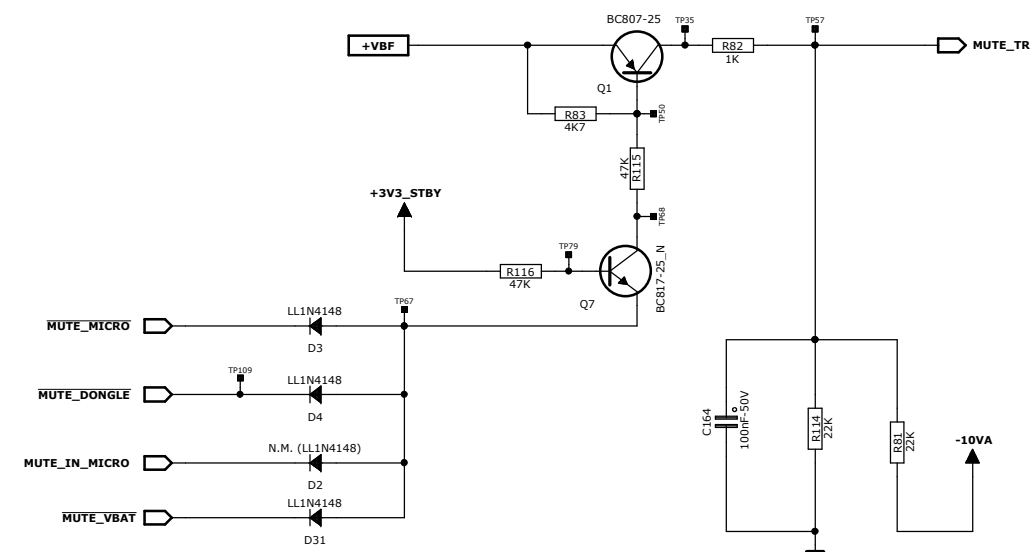 BC807-25
TP35
TP57
+VBF
R82
1K
MUTE_TR
Q1
R83
4K7
TP50
47K
R115
+3V3_STBY
TP68
TP79
R116
47K
Q7
BC817-25_N
TP67
LL1N4148
MUTE_MICRO
D3
TP109
LL1N4148
MUTE_DONGLE
D4
N.M. (LL1N4148)
MUTE_IN_MICRO
D2
LL1N4148
MUTE_VBAT
D31
C164
100nF-50V
R114
22K
R81
22K
-10VA